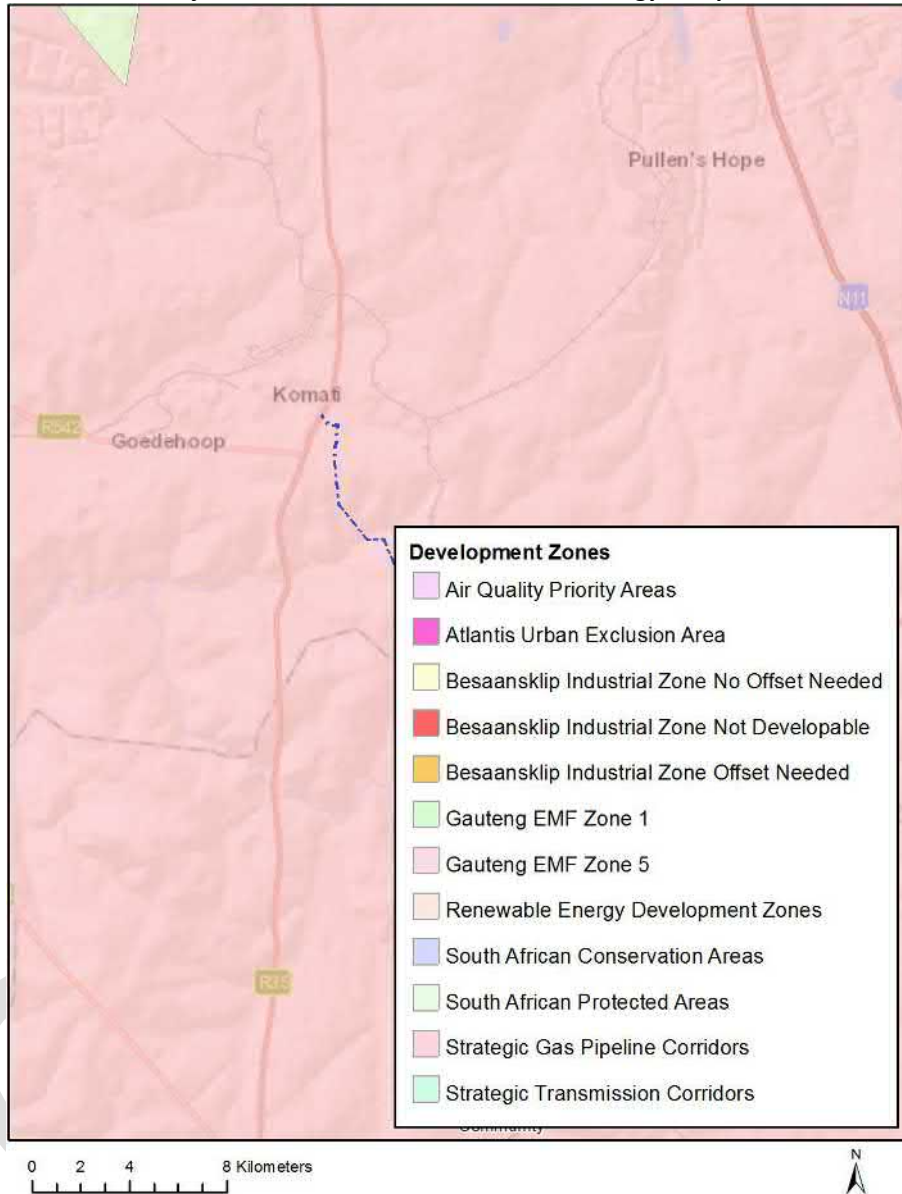 Pullen's Hope
N11
Komati
R542
Goedehoop
Development Zones
Air Quality Priority Areas
Atlantis Urban Exclusion Area
Besaansklip Industrial Zone No Offset Needed
Besaansklip Industrial Zone Not Developable
Besaansklip Industrial Zone Offset Needed
Gauteng EMF Zone 1
Gauteng EMF Zone 5
Renewable Energy Development Zones
South African Conservation Areas
South African Protected Areas
R35
Strategic Gas Pipeline Corridors
Strategic Transmission Corridors
0 2 4 8 Kilometers
N